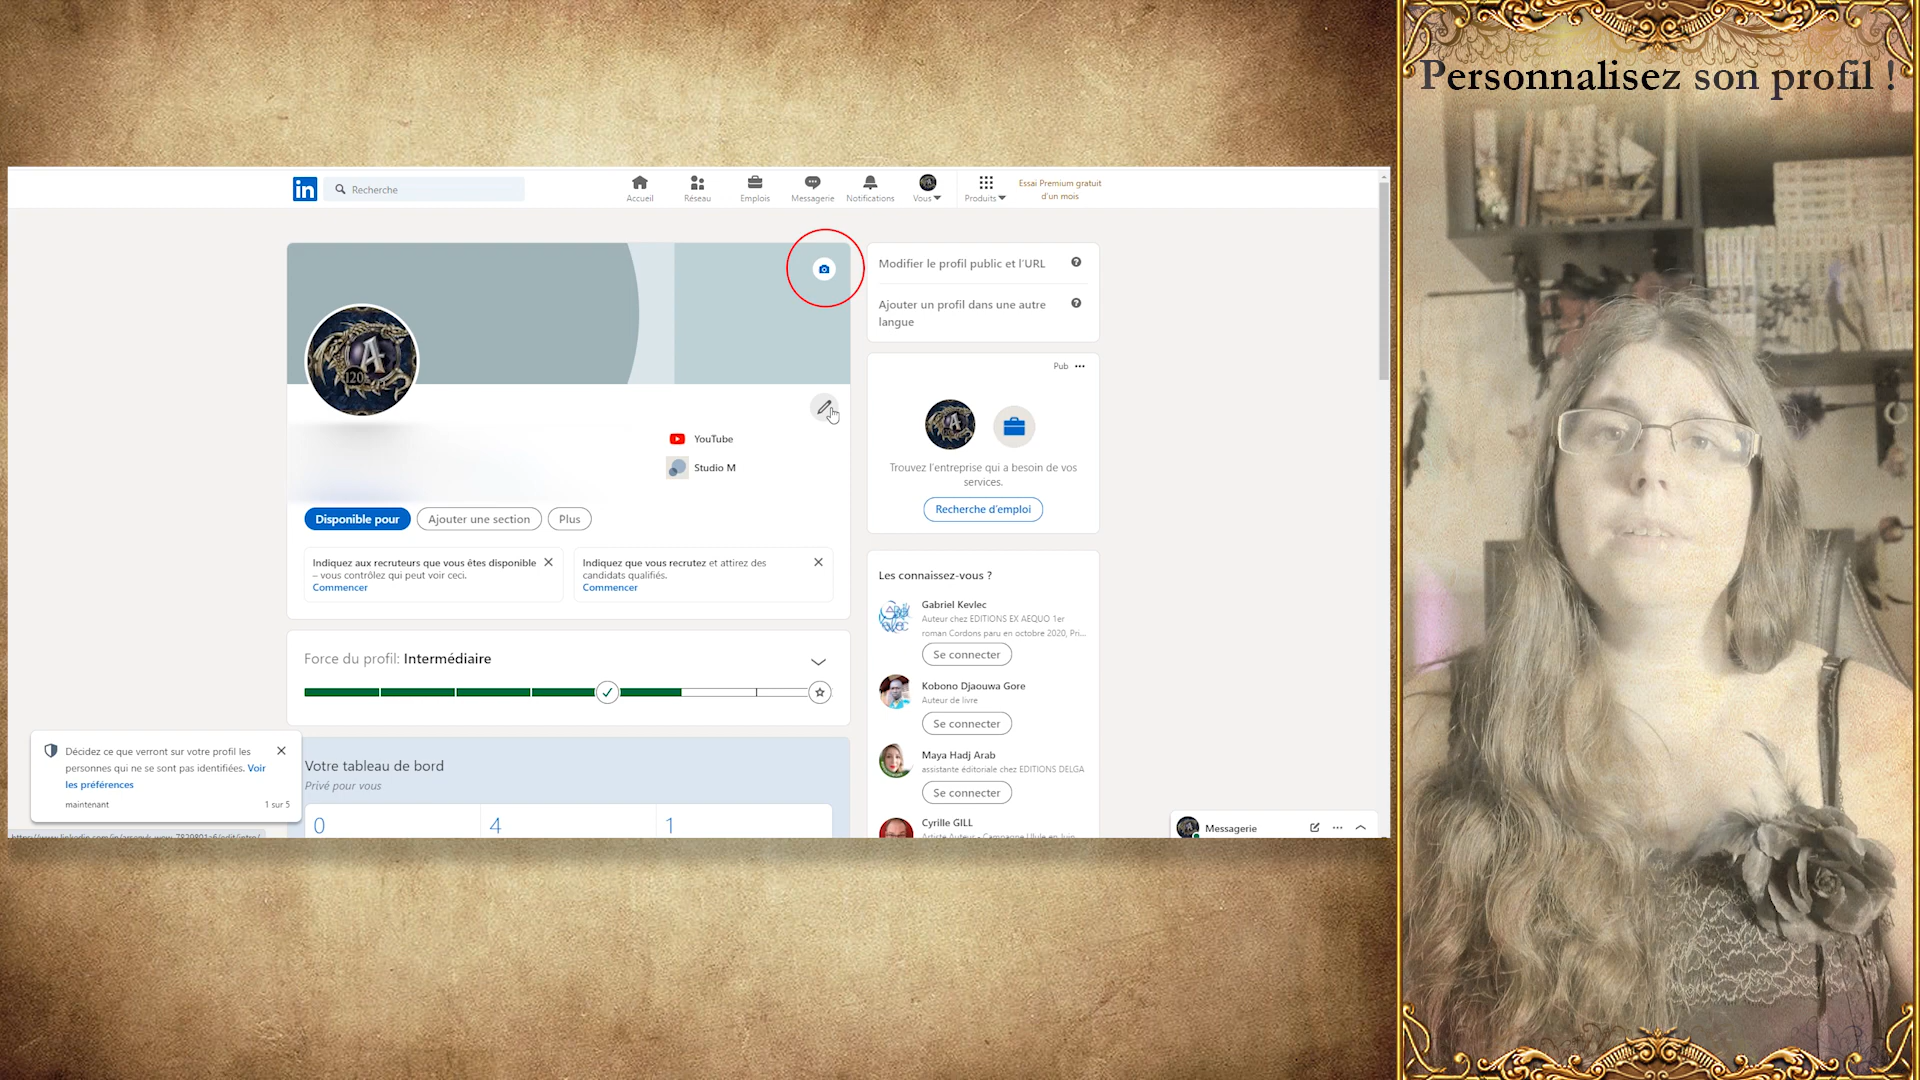 Personnalisez son profil !
in
Recherche
Accueil
Réseau
Emplois
Messagerie
Notifications
Vous
Produits
Essai Premium gratuit
d'un mois
A
120
YouTube
Studio M
Disponible pour
Ajouter une section
Plus
Indiquez aux recruteurs que vous êtes disponible
– vous contrôlez qui peut voir ceci.
Commencer
Indiquez que vous recrutez et attirez des
candidats qualifiés.
Commencer
Force du profil: Intermédiaire
Votre tableau de bord
Privé pour vous
0
4
1
Décidez ce que verront sur votre profil les
personnes qui ne se sont pas identifiées. Voir
les préférences
maintenant
1 sur 5
Modifier le profil public et l'URL
Ajouter un profil dans une autre
langue
Pub
A
Trouvez l'entreprise qui a besoin de vos
services.
Recherche d'emploi
Les connaissez-vous ?
Gabriel Kevlec
Auteur chez EDITIONS EX AEQUO 1er
roman Cordons paru en octobre 2020, Pri...
Se connecter
Kobono Djaouwa Gore
Auteur de livre
Se connecter
Maya Hadj Arab
assistante éditoriale chez EDITIONS DELGA
Se connecter
Cyrille GILL
Messagerie